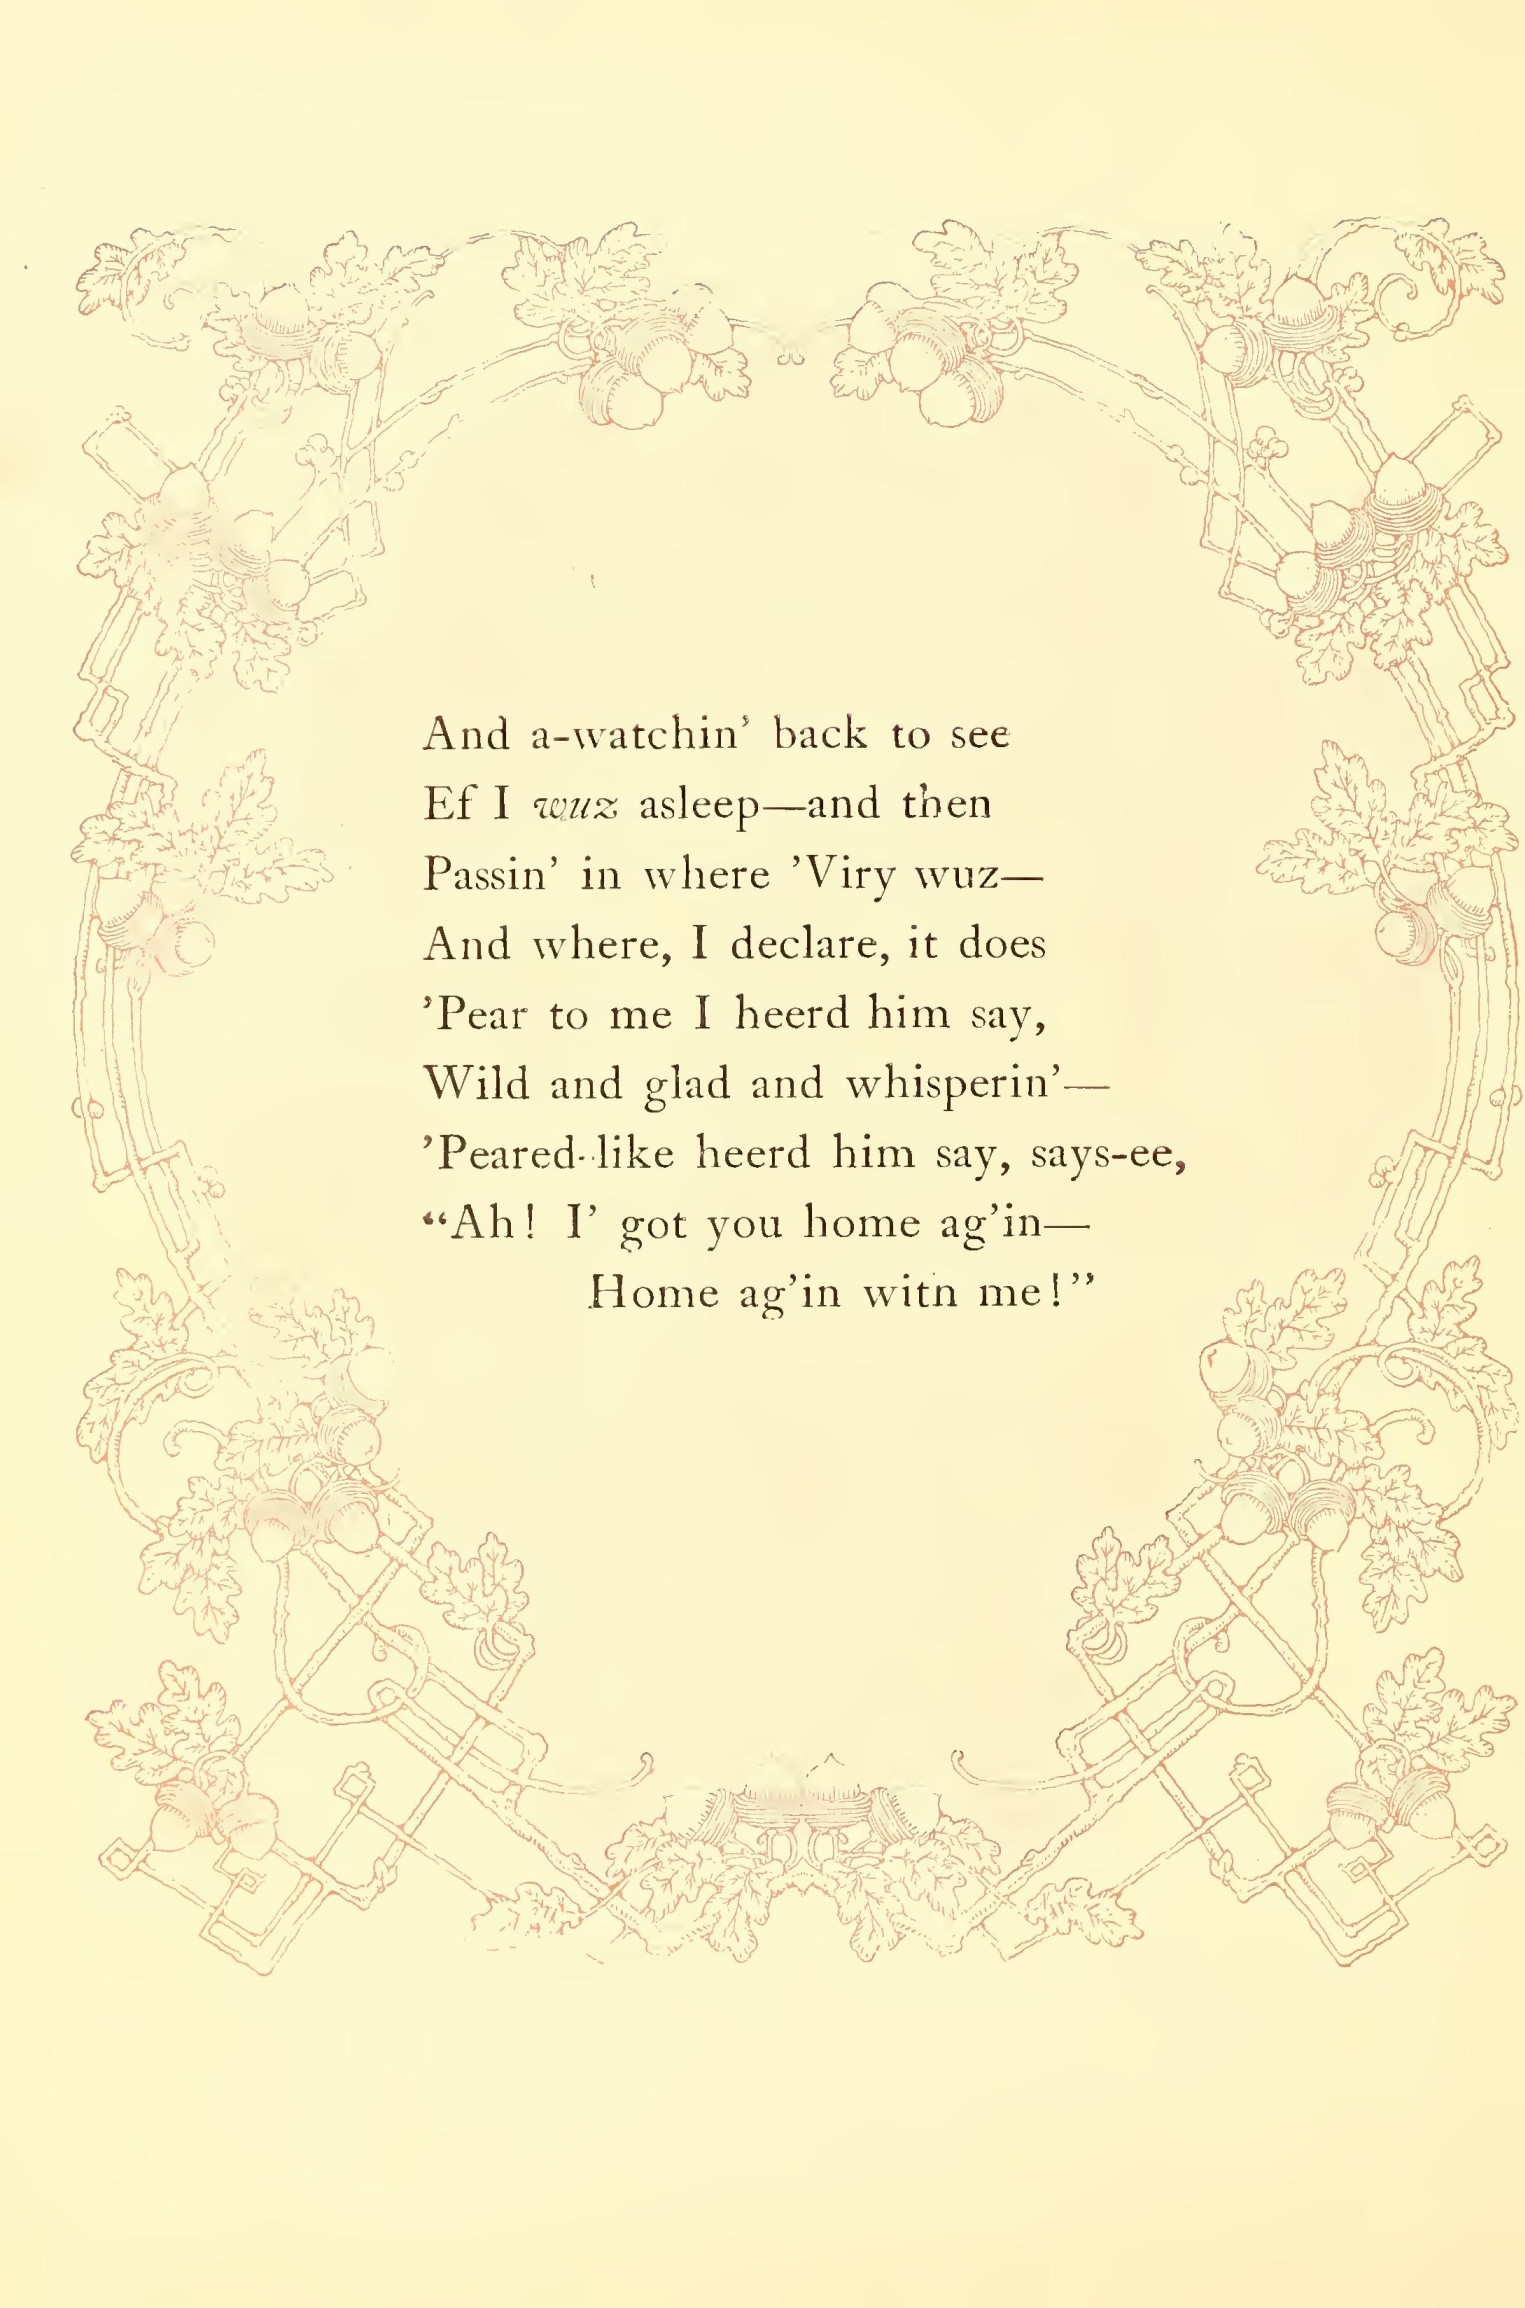 And a-watchin’ back to see
Ef I wuz asleep—and then
Passin’ in where ’Viry wuz—
And where, I declare, it does
’Pear to me I heerd him say,
Wild and glad and whisperin’—
’Peared-like heerd him say, says-ee,
“Ah! I’ got you home ag’in—
Home ag’in with me!”